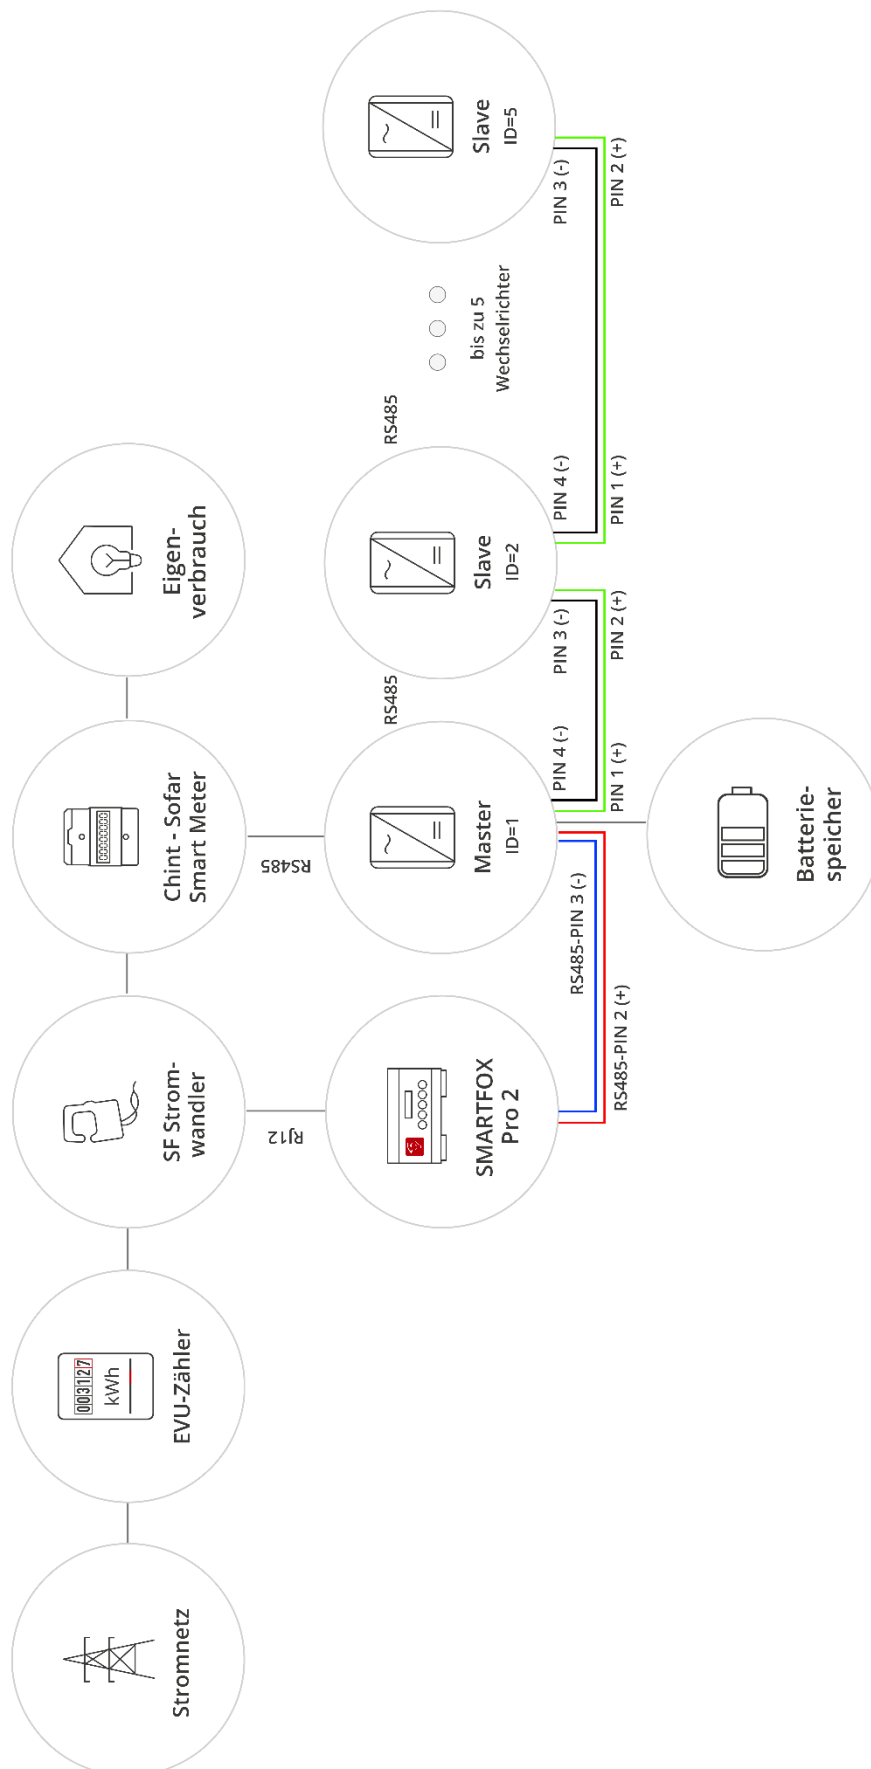 Stromnetz
003127
kWh
EVU-Zähler
SF Strom-
wandler
Chint - Sofar
Smart Meter
Eigen-
verbrauch
RJ12
RS485
SMARTFOX
Pro 2
Master
ID=1
RS485
Slave
ID=2
RS485
bis zu 5
Wechselrichter
Slave
ID=5
RS485-PIN 3 (-)
RS485-PIN 2 (+)
PIN 4 (-)
PIN 1 (+)
PIN 3 (-)
PIN 2 (+)
PIN 4 (-)
PIN 1 (+)
PIN 3 (-)
PIN 2 (+)
Batterie-
speicher